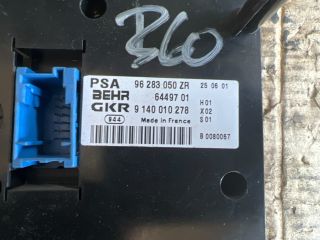 B60
PSA 96 283 050 ZR 25 06 01
BEHR 64497 01 H01
GKR 9 140 010 278 X02
944 Made in France S01
B 0080067